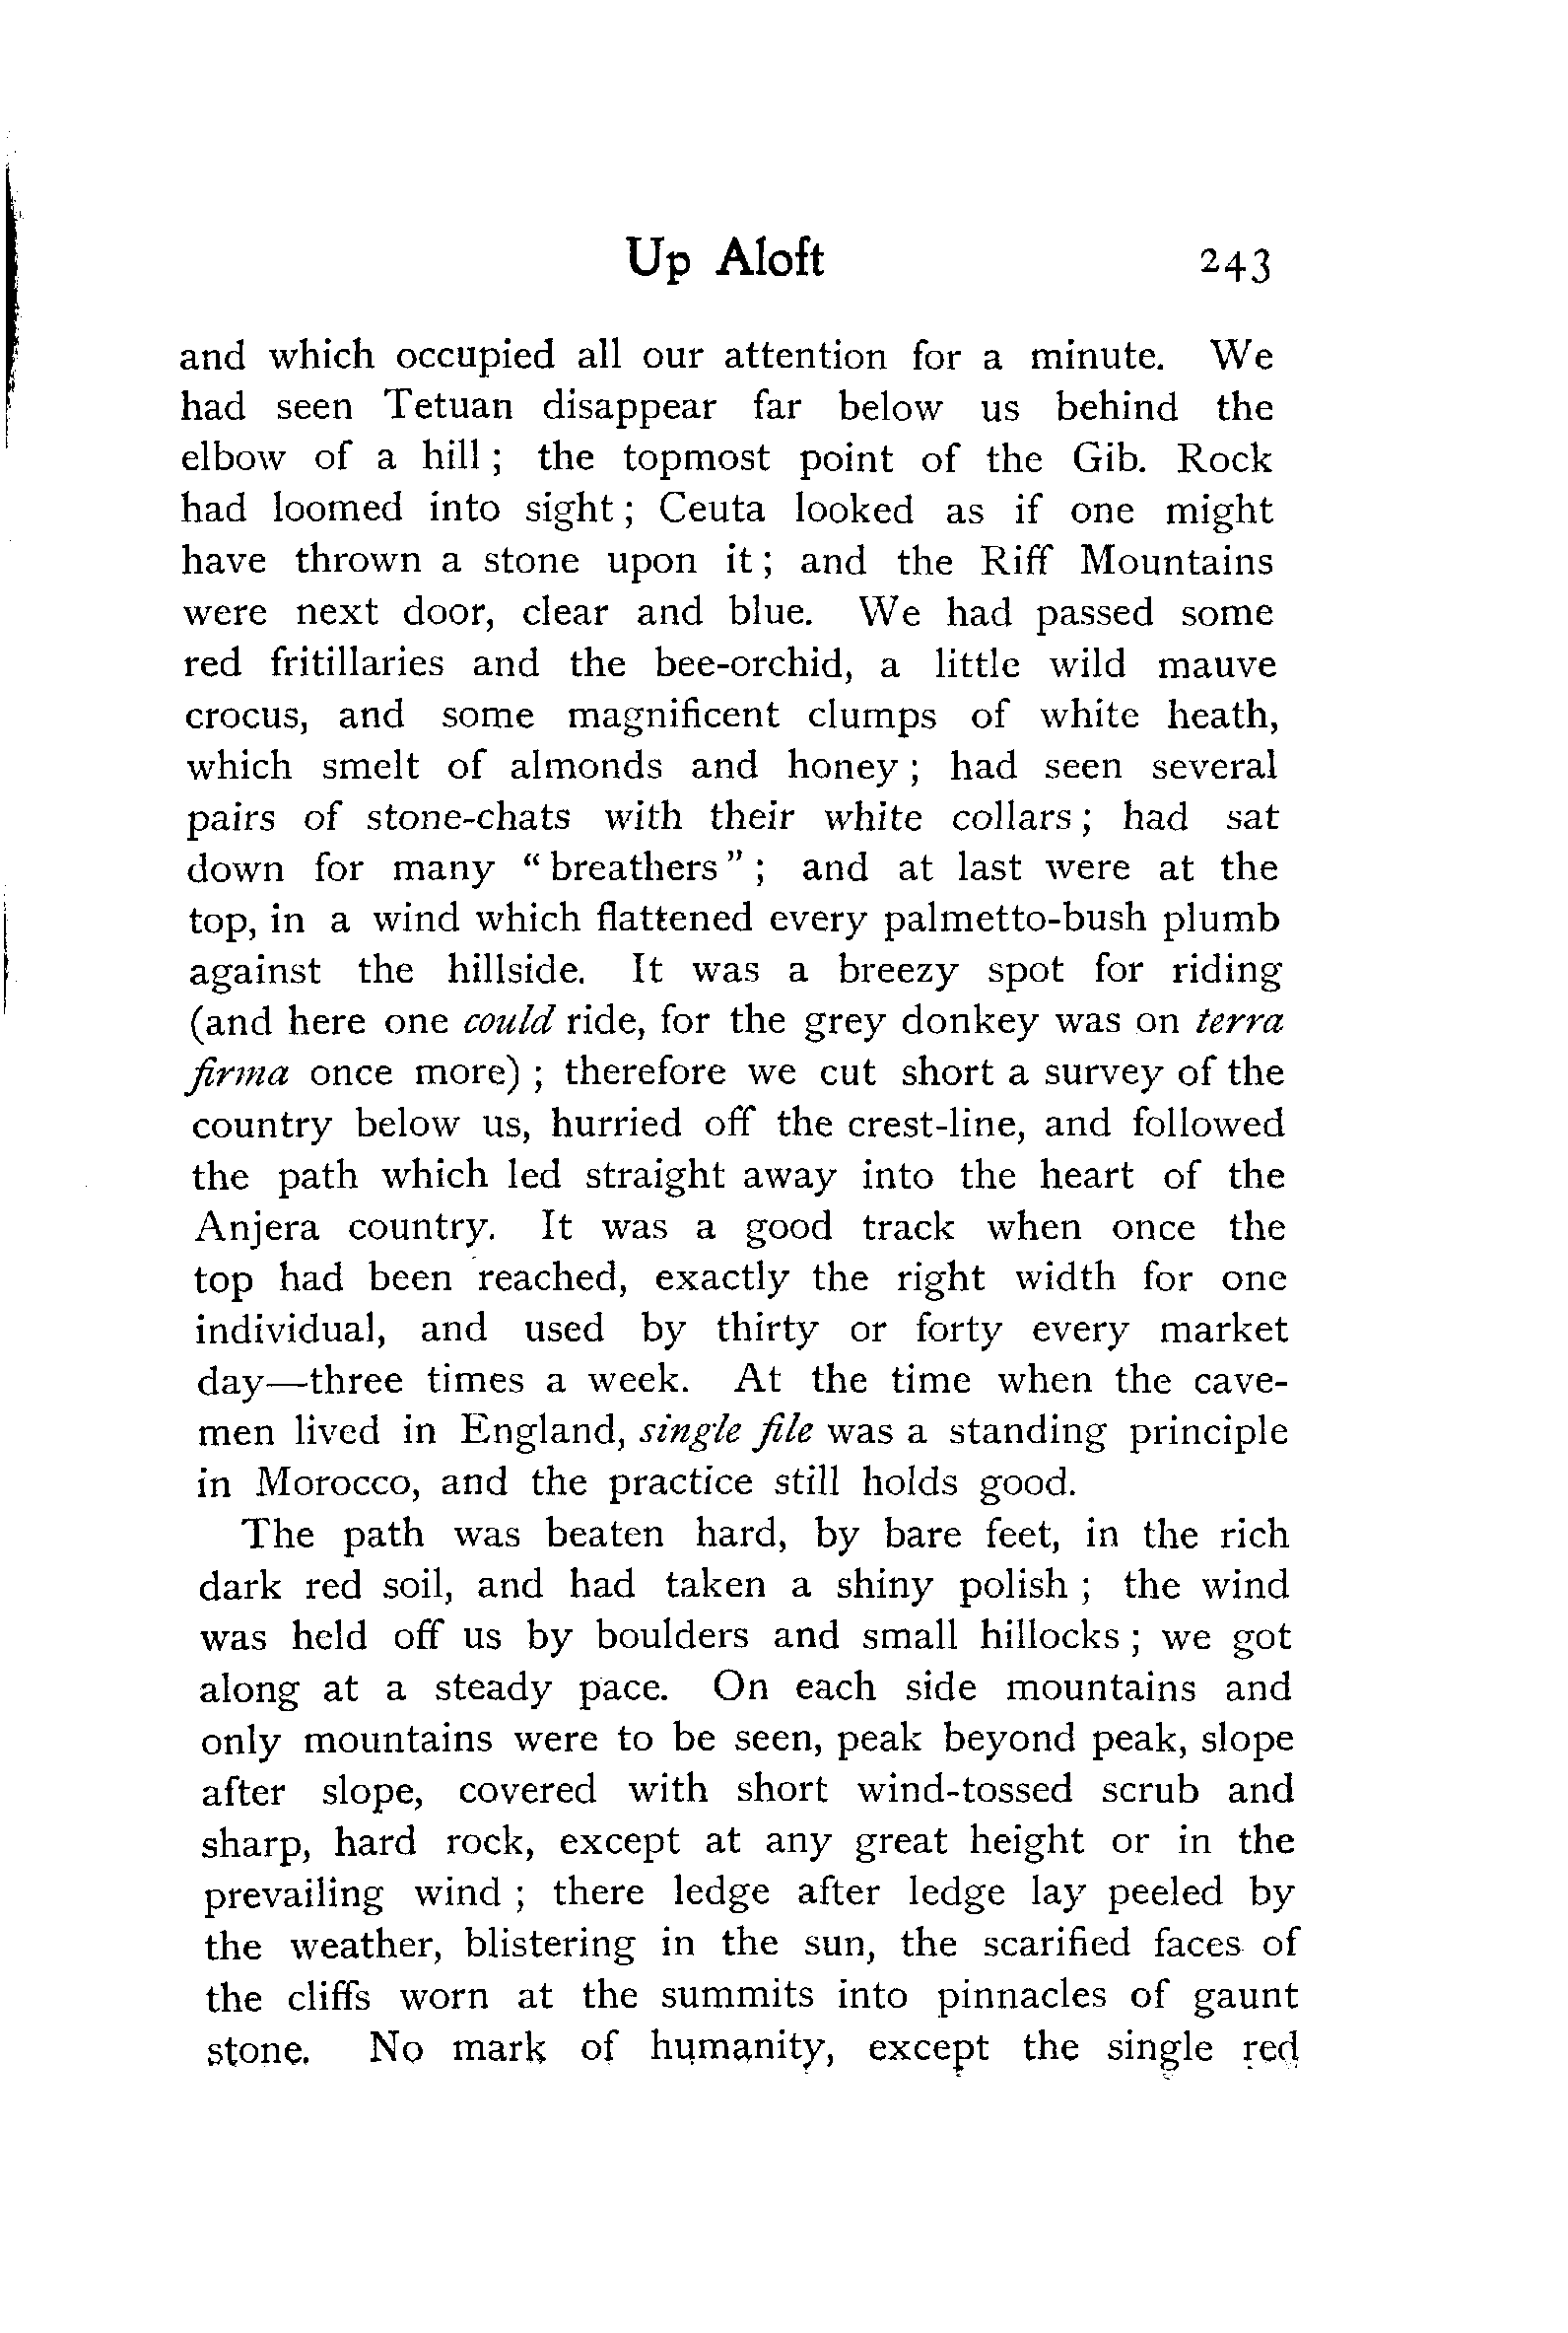 Up Aloft 243
and which occupied all our attention for a minute. We
had seen Tetuan disappear far below us behind the
elbow of a hill ; the topmost point of the Gib. Rock
had loomed into sight ; Ceuta looked as if one might
have thrown a stone upon it ; and the Riff Mountains
were next door, clear and blue. We had passed some
red fritillaries and the bee-orchid, a little wild mauve
crocus, and some magnificent clumps of white heath,
which smelt of almonds and honey ; had seen several
pairs of stone-chats with their white collars ; had sat
down for many “ breathers ” ; and at last were at the
top, in a wind which flattened every palmetto-bush plumb
against the hillside. It was a breezy spot for riding
(and here one could ride, for the grey donkey was on terra
firma once more) ; therefore we cut short a survey of the
country below us, hurried off the crest-line, and followed
the path which led straight away into the heart of the
Anjera country. It was a good track when once the
top had been reached, exactly the right width for one
individual, and used by thirty or forty every market
day—three times a week. At the time when the cave-
men lived in England, single file was a standing principle
in Morocco, and the practice still holds good.
The path was beaten hard, by bare feet, in the rich
dark red soil, and had taken a shiny polish ; the wind
was held off us by boulders and small hillocks ; we got
along at a steady pace. On each side mountains and
only mountains were to be seen, peak beyond peak, slope
after slope, covered with short wind-tossed scrub and
sharp, hard rock, except at any great height or in the
prevailing wind ; there ledge after ledge lay peeled by
the weather, blistering in the sun, the scarified faces of
the cliffs worn at the summits into pinnacles of gaunt
stone. No mark of humanity, except the single red